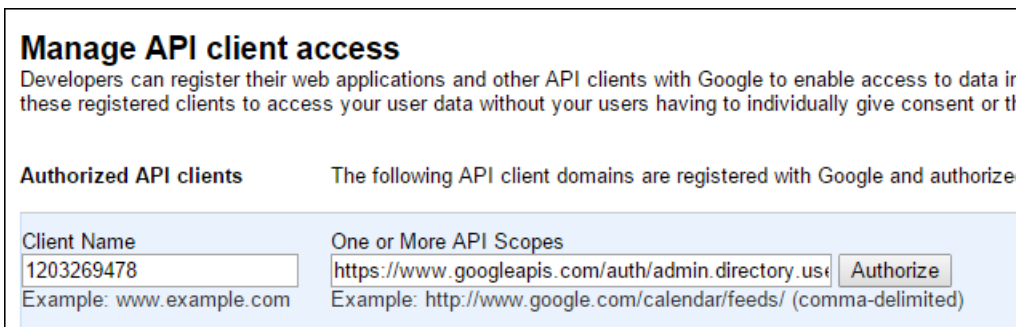 Manage API client access
Developers can register their web applications and other API clients with Google to enable access to data in
these registered clients to access your user data without your users having to individually give consent or
Authorized API clients The following API client domains are registered with Google and authorized
Client Name One or More API Scopes
1203269478 https://www.googleapis.com/auth/admin.directory.use Authorize
Example: www.example.com Example: http://www.google.com/calendar/feeds/ (comma-delimited)